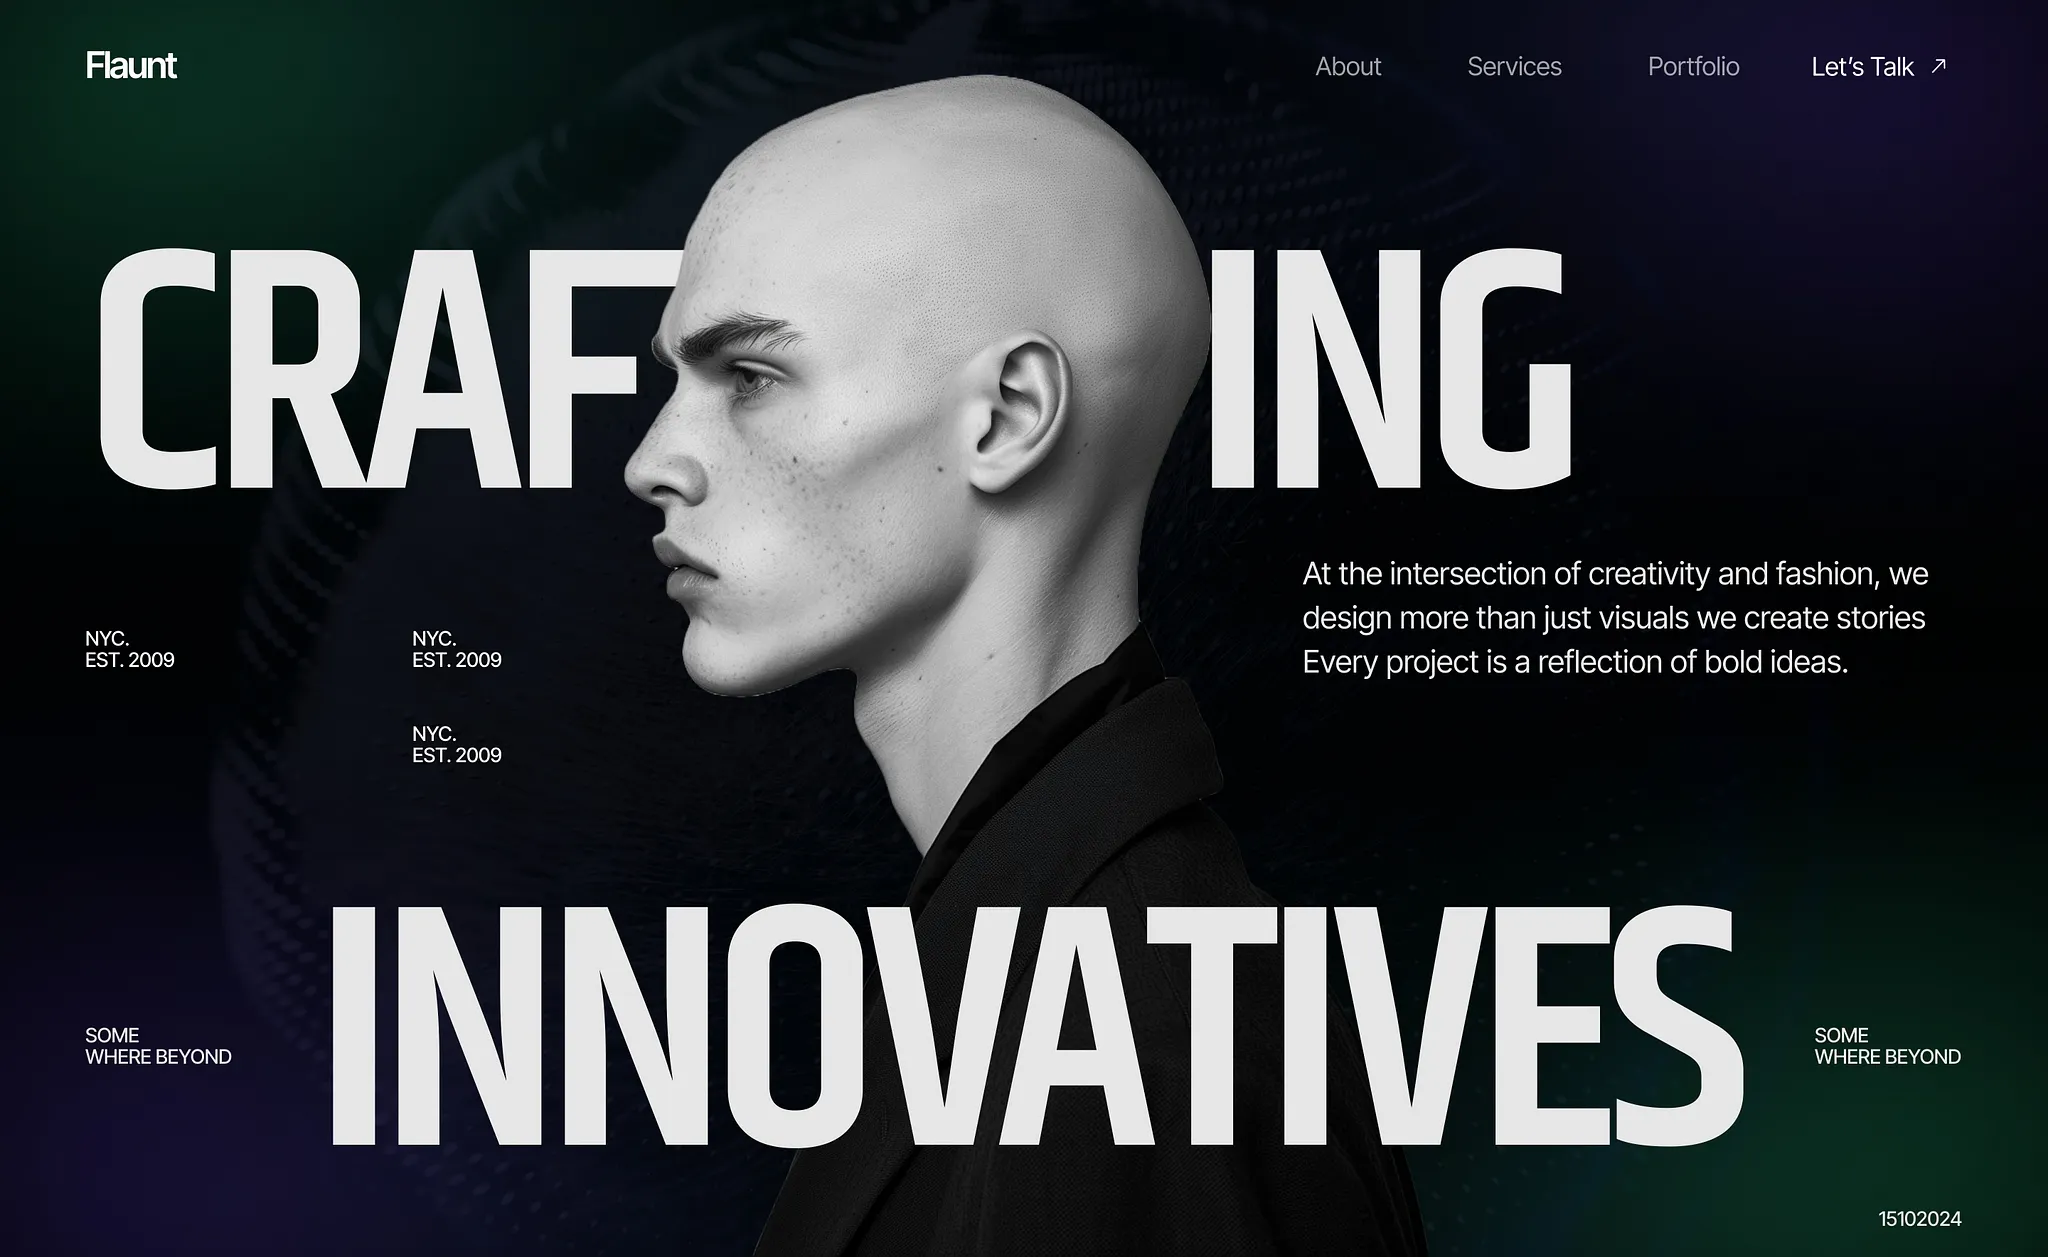 Flaunt
About
Services
Portfolio
Let's Talk ↗
CRAF ING
At the intersection of creativity and fashion, we
design more than just visuals we create stories
Every project is a reflection of bold ideas.
NYC.
EST. 2009
NYC.
EST. 2009
NYC.
EST. 2009
INNOVATIVES
SOME
WHERE BEYOND
SOME
WHERE BEYOND
15102024